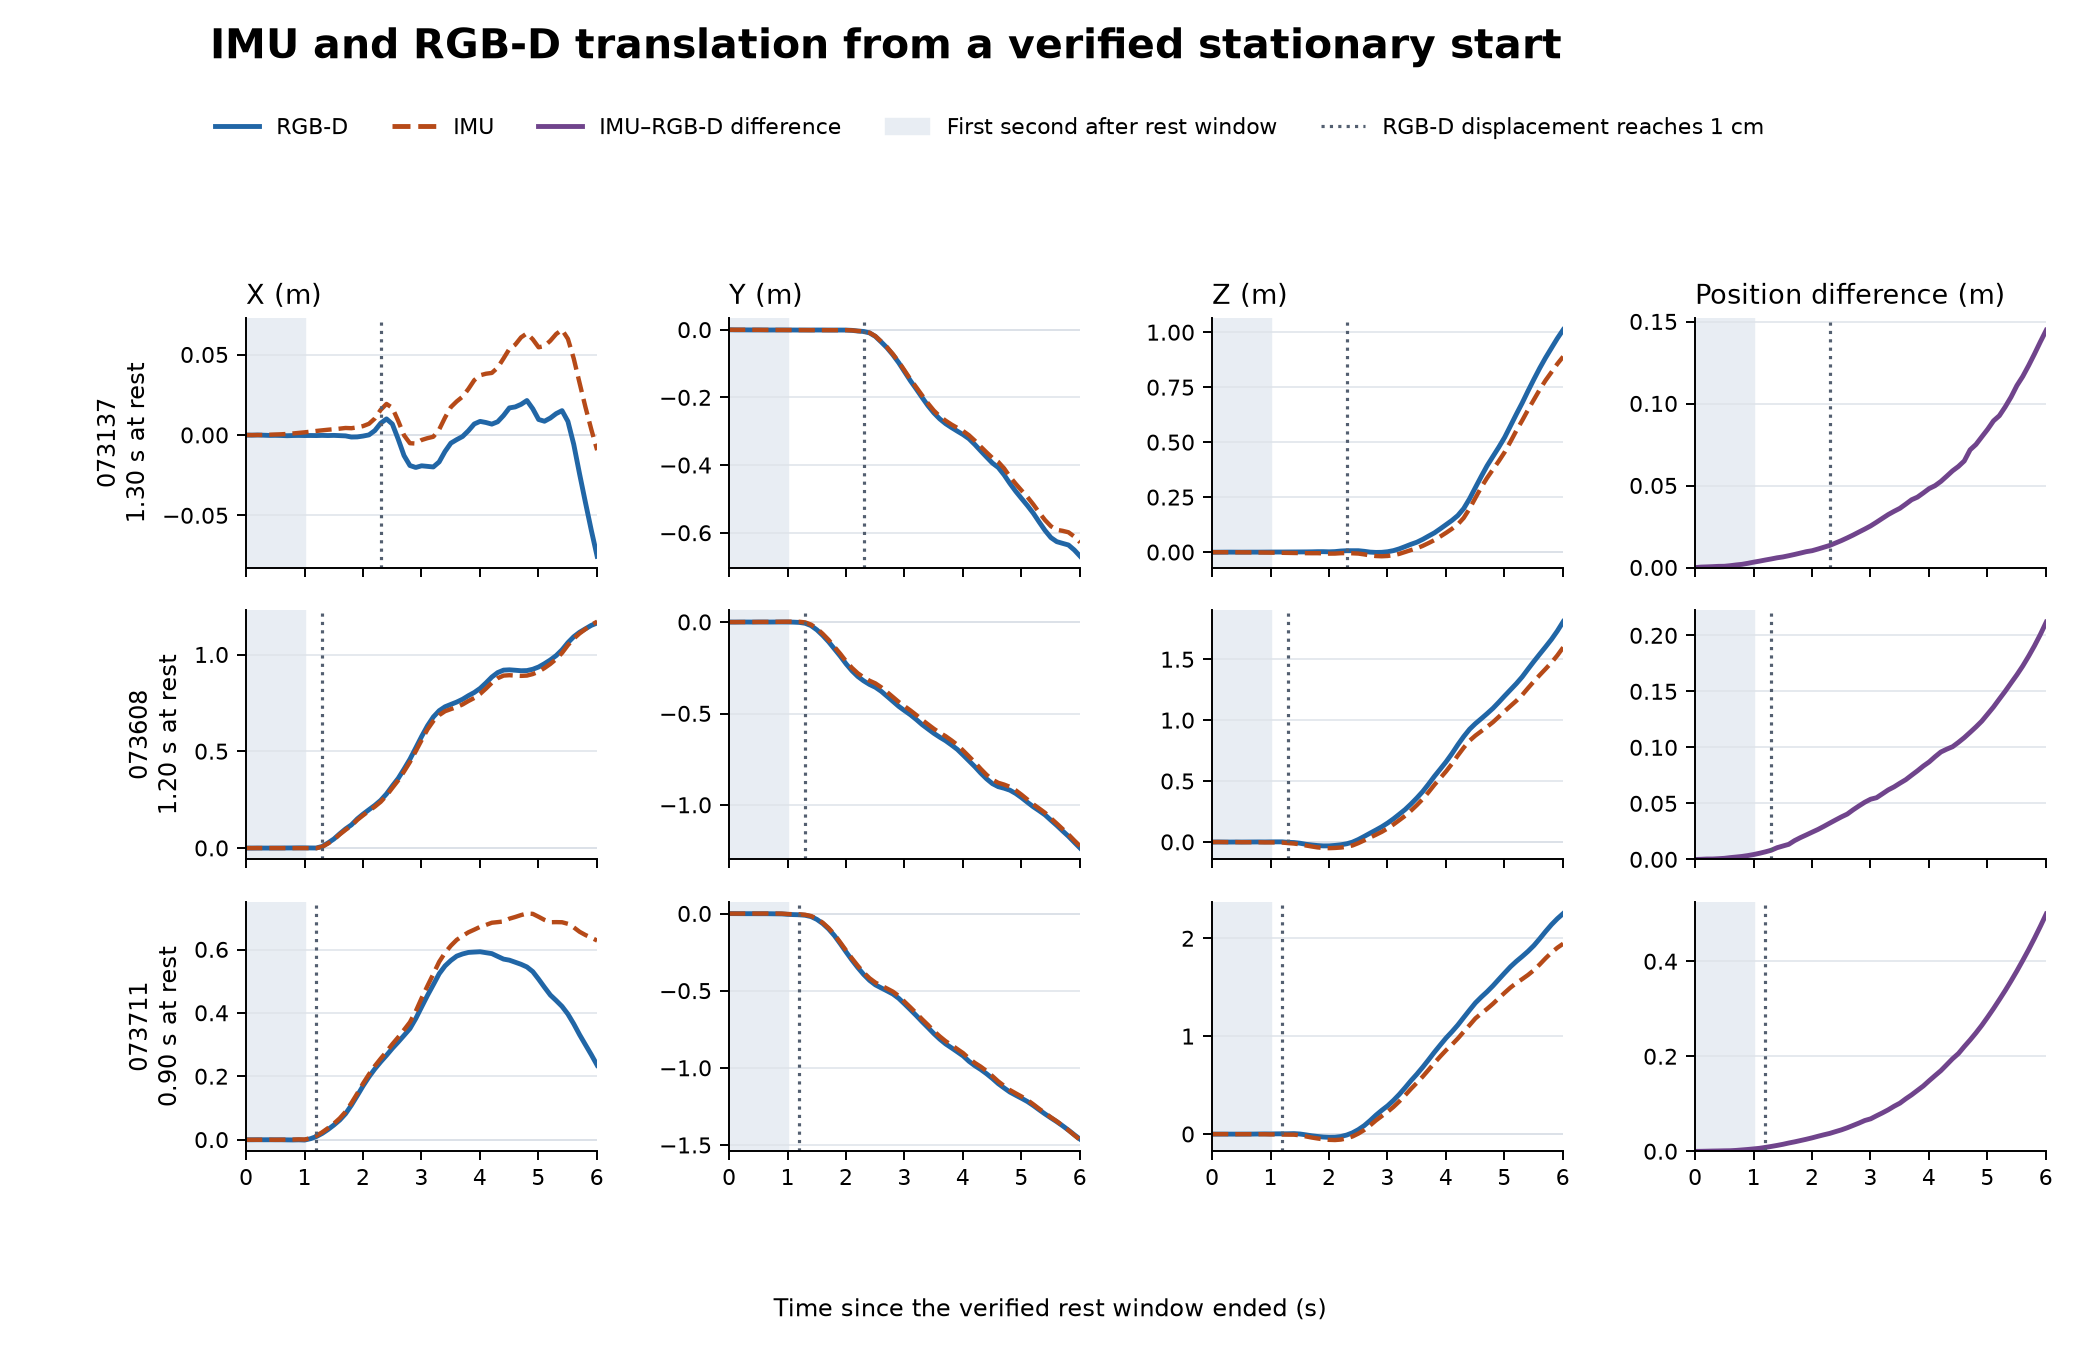 IMU and RGB-D translation from a verified stationary start
RGB-D
IMU
IMU–RGB-D difference
First second after rest window
RGB-D displacement reaches 1 cm
X (m)
Y (m)
Z (m)
Position difference (m)
073137
1.30 s at rest
0.05
0.00
−0.05
0.0
−0.2
−0.4
−0.6
1.00
0.75
0.50
0.25
0.00
0.15
0.10
0.05
0.00
073608
1.20 s at rest
1.0
0.5
0.0
0.0
−0.5
−1.0
1.5
1.0
0.5
0.0
0.20
0.15
0.10
0.05
0.00
073711
0.90 s at rest
0.6
0.4
0.2
0.0
0.0
−0.5
−1.0
−1.5
2
1
0
0.4
0.2
0.0
0 1 2 3 4 5 6
0 1 2 3 4 5 6
0 1 2 3 4 5 6
0 1 2 3 4 5 6
Time since the verified rest window ended (s)